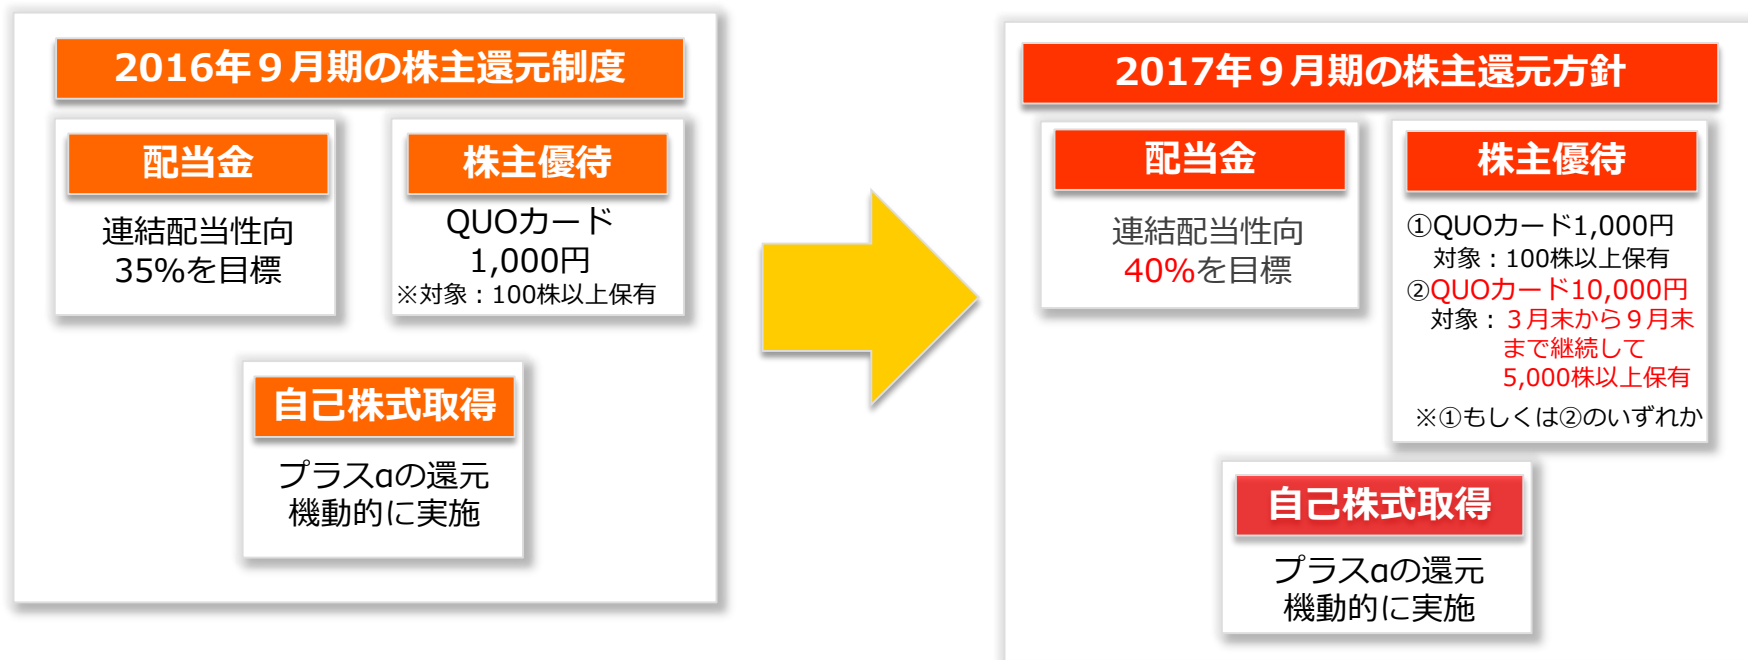 2016年９月期の株主還元制度
配当金
連結配当性向
35%を目標
株主優待
QUOカード
1,000円
※対象：100株以上保有
自己株式取得
プラスαの還元
機動的に実施
2017年９月期の株主還元方針
配当金
連結配当性向
40%を目標
株主優待
①QUOカード1,000円
対象：100株以上保有
②QUOカード10,000円
対象：３月末から９月末
まで継続して
5,000株以上保有
※①もしくは②のいずれか
自己株式取得
プラスαの還元
機動的に実施